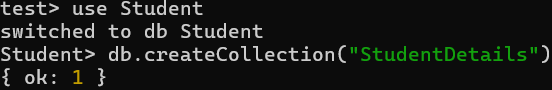 test> use Student
switched to db Student
Student> db.createCollection("StudentDetails")
{ ok: 1 }